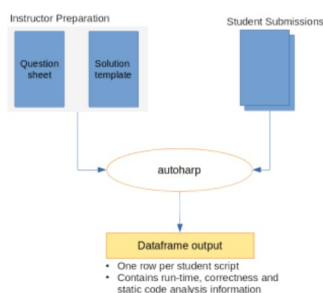 Instructor Preparation
Student Submissions
Question
sheet
Solution
template
autoharp
Dataframe output
• One row per student script
• Contains run-time, correctness and
static code analysis information